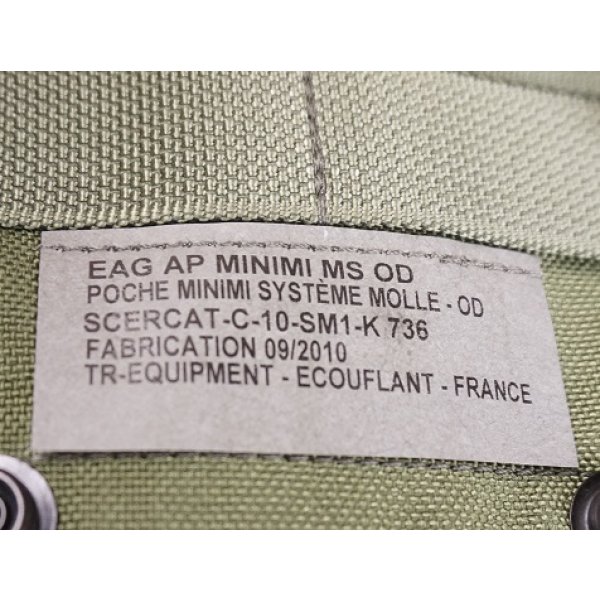 EAG AP MINIMI MS OD
POCHE MINIMI SYSTÈME MOLLE - OD
SCERCAT-C-10-SM1-K 736
FABRICATION 09/2010
TR-EQUIPMENT - ECOUFLANT - FRANCE